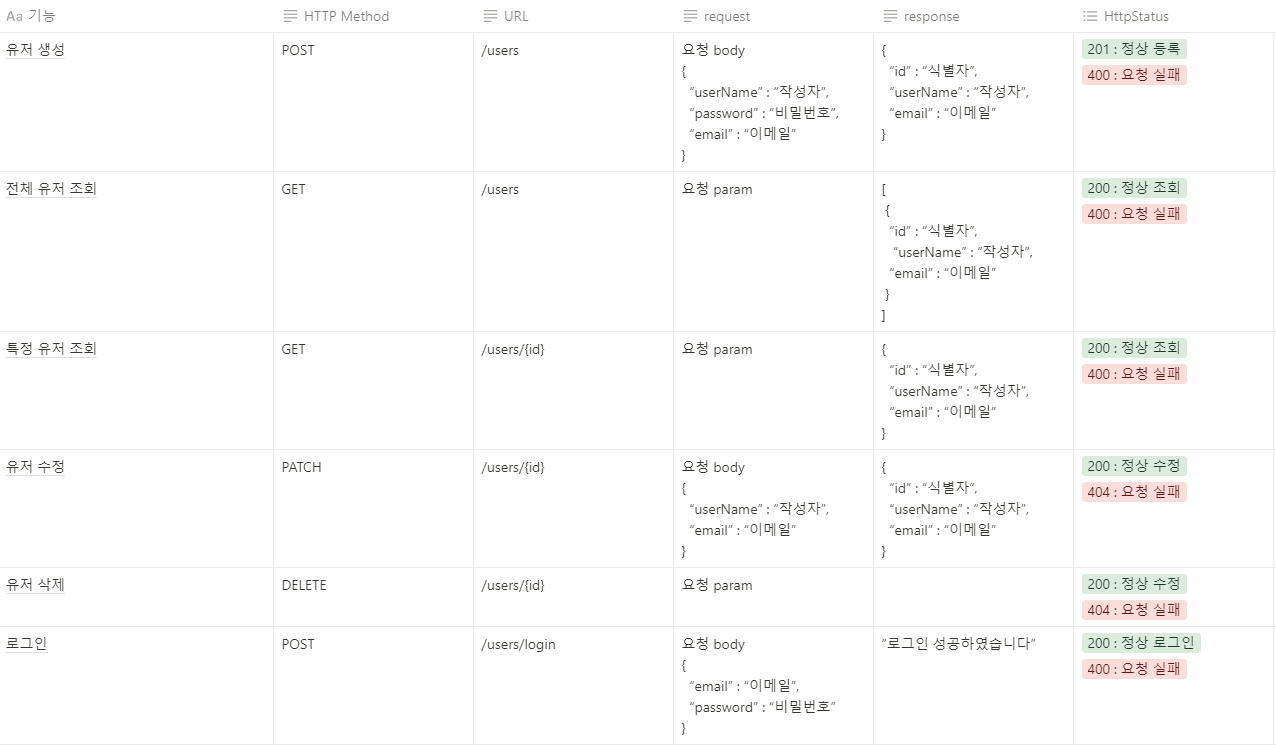 Aa 기능 HTTP Method URL request response HttpStatus
유저 생성 POST /users 요청 body
{
“userName” : “작성자”,
“password” : “비밀번호”,
“email” : “이메일”
}
{
“id” : “식별자”,
“userName” : “작성자”,
“email” : “이메일”
}
201 : 정상 등록
400 : 요청 실패
전체 유저 조회 GET /users 요청 param
[
{
“id” : “식별자”,
“userName” : “작성자”,
“email” : “이메일”
}
]
200 : 정상 조회
400 : 요청 실패
특정 유저 조회 GET /users/{id} 요청 param
{
“id” : “식별자”,
“userName” : “작성자”,
“email” : “이메일”
}
200 : 정상 조회
400 : 요청 실패
유저 수정 PATCH /users/{id} 요청 body
{
“userName” : “작성자”,
“email” : “이메일”
}
{
“id” : “식별자”,
“userName” : “작성자”,
“email” : “이메일”
}
200 : 정상 수정
404 : 요청 실패
유저 삭제 DELETE /users/{id} 요청 param
200 : 정상 수정
404 : 요청 실패
로그인 POST /users/login 요청 body
{
“email” : “이메일”,
“password” : “비밀번호”
}
”로그인 성공하였습니다”
200 : 정상 로그인
400 : 요청 실패